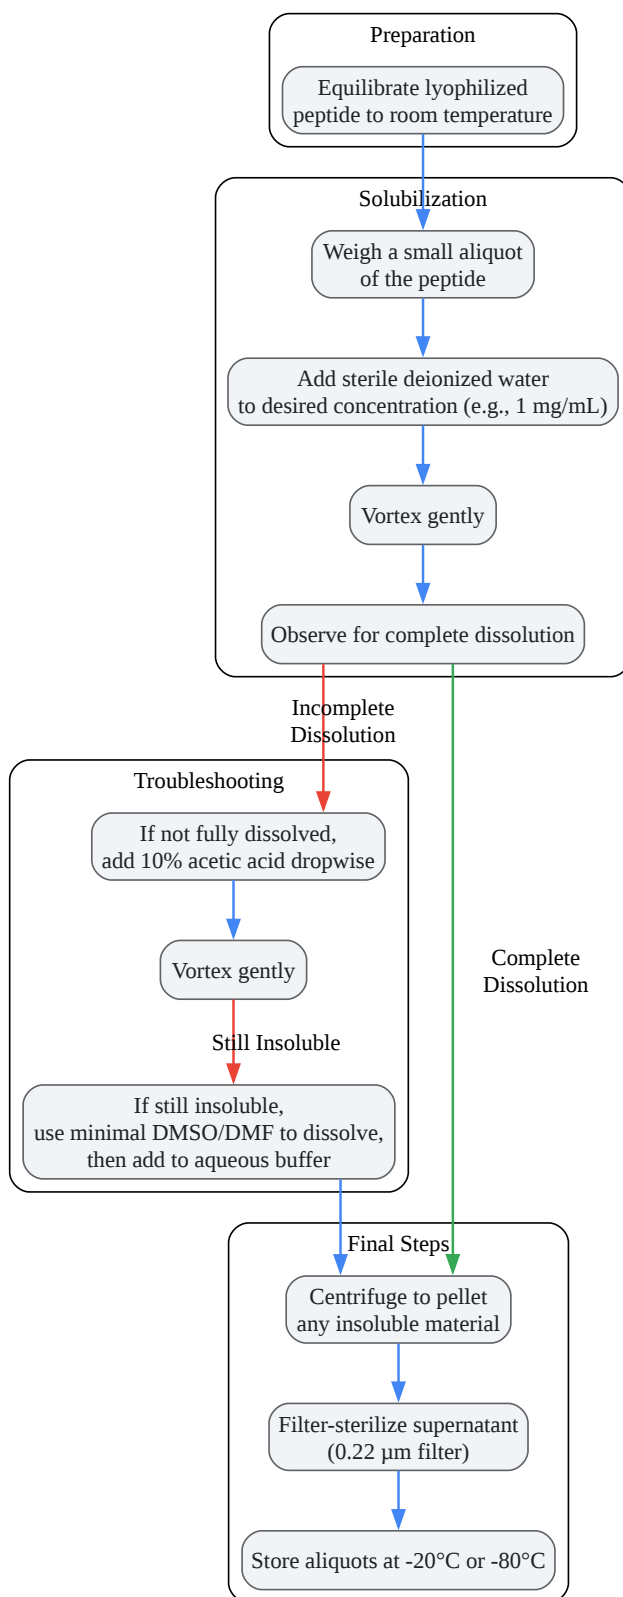 Preparation
Equilibrate lyophilized
peptide to room temperature
Solubilization
Weigh a small aliquot
of the peptide
Add sterile deionized water
to desired concentration (e.g., 1 mg/mL)
Vortex gently
Observe for complete dissolution
Incomplete
Dissolution
Troubleshooting
If not fully dissolved,
add 10% acetic acid dropwise
Vortex gently
Complete
Dissolution
Still Insoluble
If still insoluble,
use minimal DMSO/DMF to dissolve,
then add to aqueous buffer
Final Steps
Centrifuge to pellet
any insoluble material
Filter-sterilize supernatant
(0.22 µm filter)
Store aliquots at -20°C or -80°C